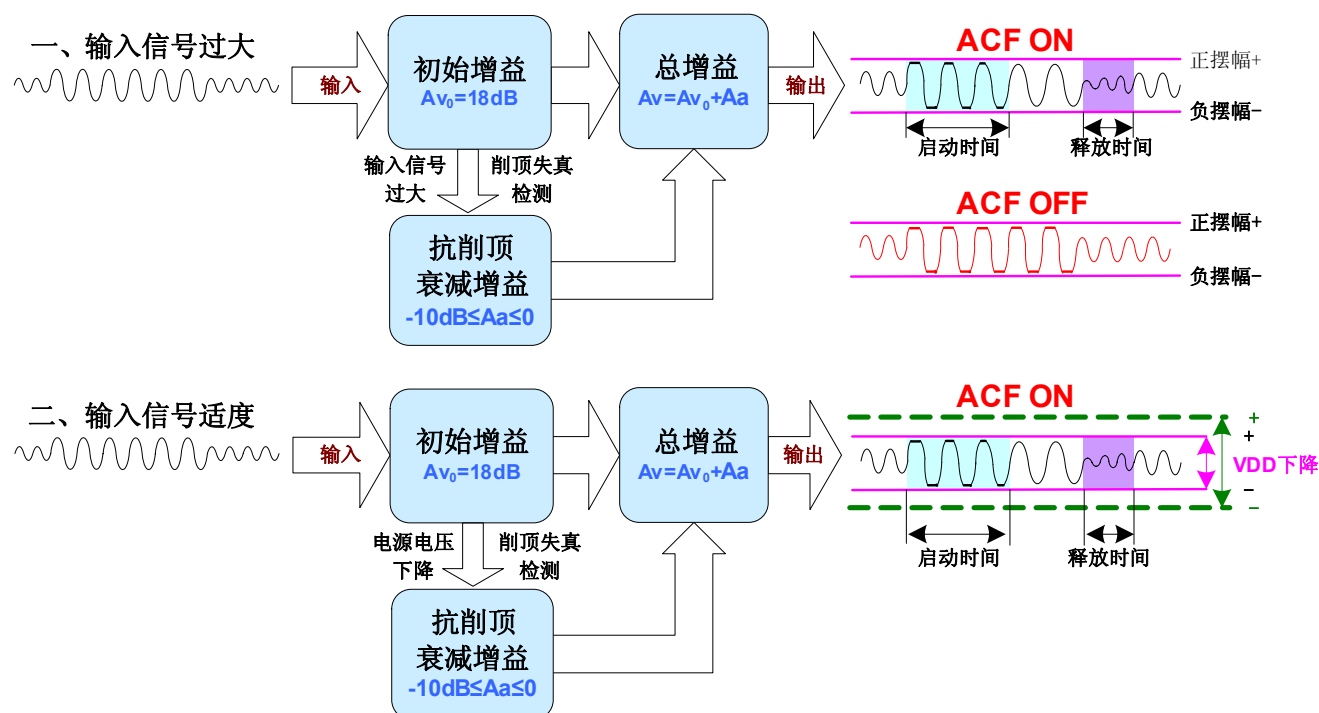 一、输入信号过大
输入
初始增益
Av₀=18dB
总增益
Av=Av₀+Aa
输出
ACF ON
正摆幅+
负摆幅−
启动时间
释放时间
输入信号
过大
削顶失真
检测
抗削顶
衰减增益
-10dB≤Aa≤0
ACF OFF
正摆幅+
负摆幅−
二、输入信号适度
输入
初始增益
Av₀=18dB
总增益
Av=Av₀+Aa
输出
ACF ON
+
+
VDD下降
−
−
启动时间
释放时间
电源电压
下降
削顶失真
检测
抗削顶
衰减增益
-10dB≤Aa≤0